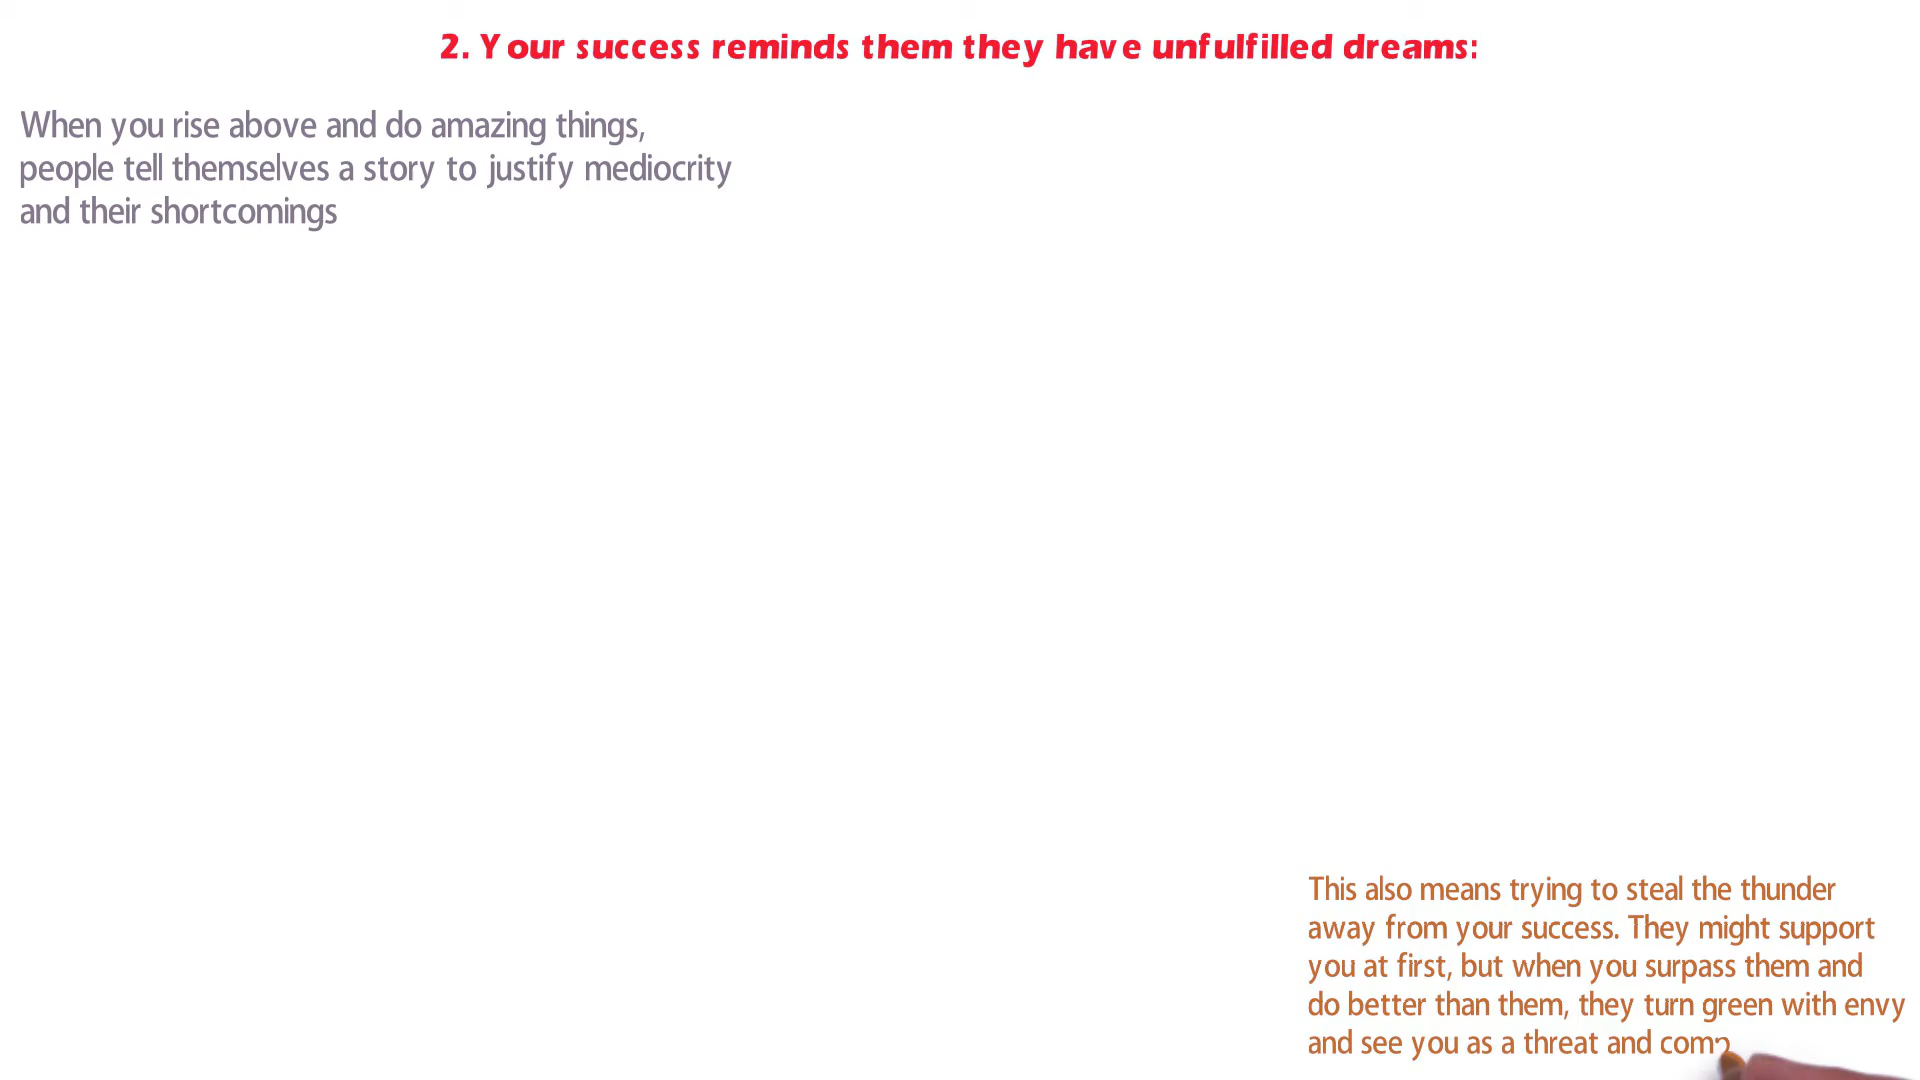 2. Your success reminds them they have unfulfilled dreams:
When you rise above and do amazing things,
people tell themselves a story to justify mediocrity
and their shortcomings
This also means trying to steal the thunder
away from your success. They might support
you at first, but when you surpass them and
do better than them, they turn green with envy
and see you as a threat and comp